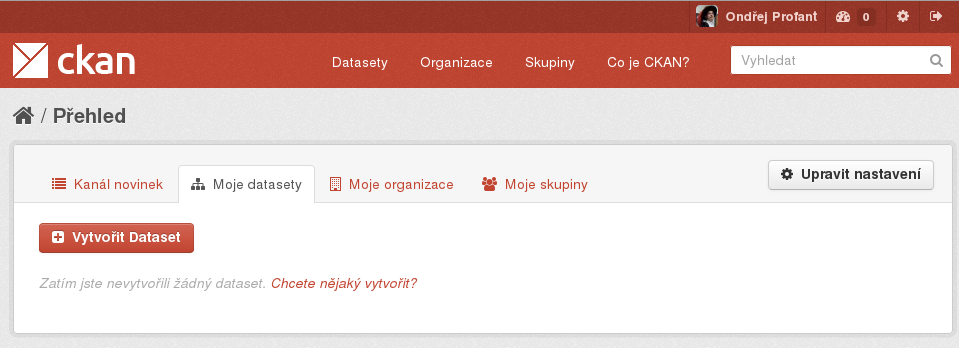 Ondřej Profant 0
ckan Datasety Organizace Skupiny Co je CKAN? Vyhledat
/ Přehled
Kanál novinek Moje datasety Moje organizace Moje skupiny Upravit nastavení
Vytvořit Dataset
Zatím jste nevytvořili žádný dataset. Chcete nějaký vytvořit?